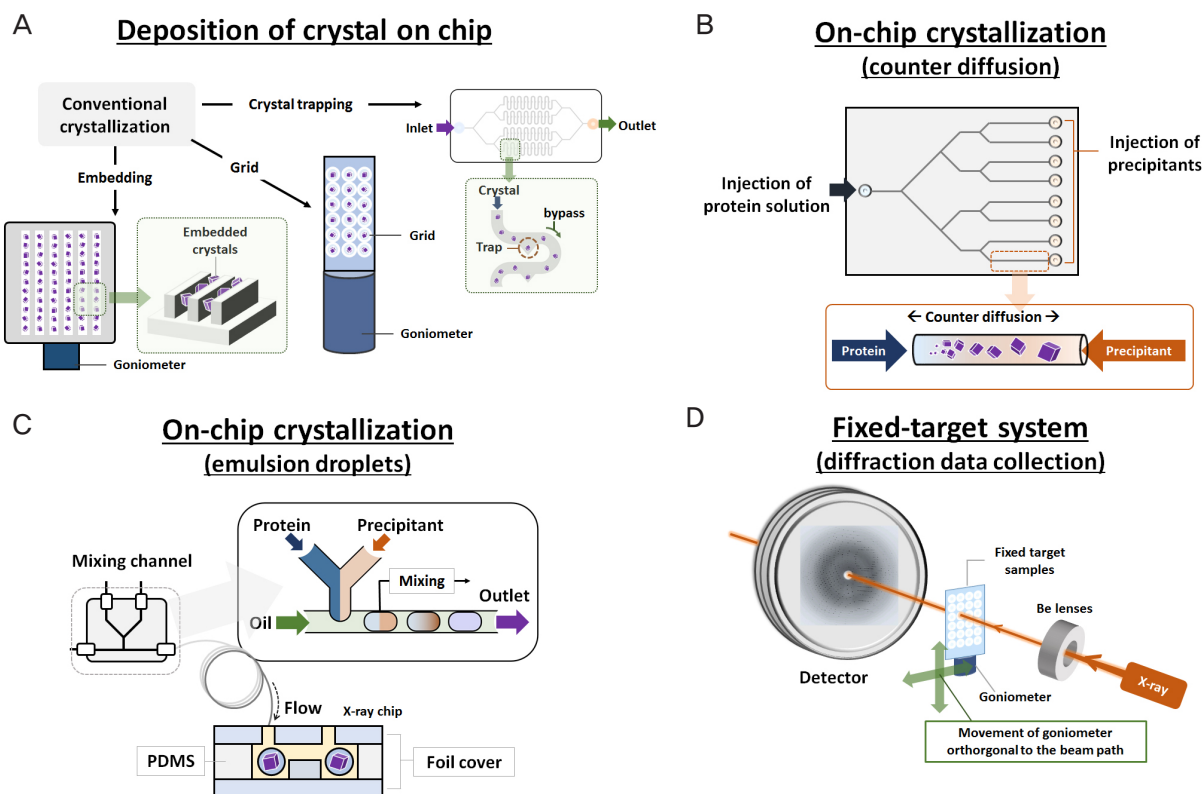 A
Deposition of crystal on chip
Conventional
crystallization
Crystal trapping
Inlet
Outlet
Embedding
Grid
Crystal
bypass
Trap
Embedded
crystals
Grid
Goniometer
Goniometer
B
On-chip crystallization
(counter diffusion)
Injection of
precipitants
Injection of
protein solution
← Counter diffusion →
Protein
Precipitant
C
On-chip crystallization
(emulsion droplets)
Protein
Precipitant
Mixing channel
Mixing
Outlet
Oil
Flow
X-ray chip
PDMS
Foil cover
D
Fixed-target system
(diffraction data collection)
Fixed target
samples
Be lenses
X-ray
Detector
Goniometer
Movement of goniometer
orthorgonal to the beam path